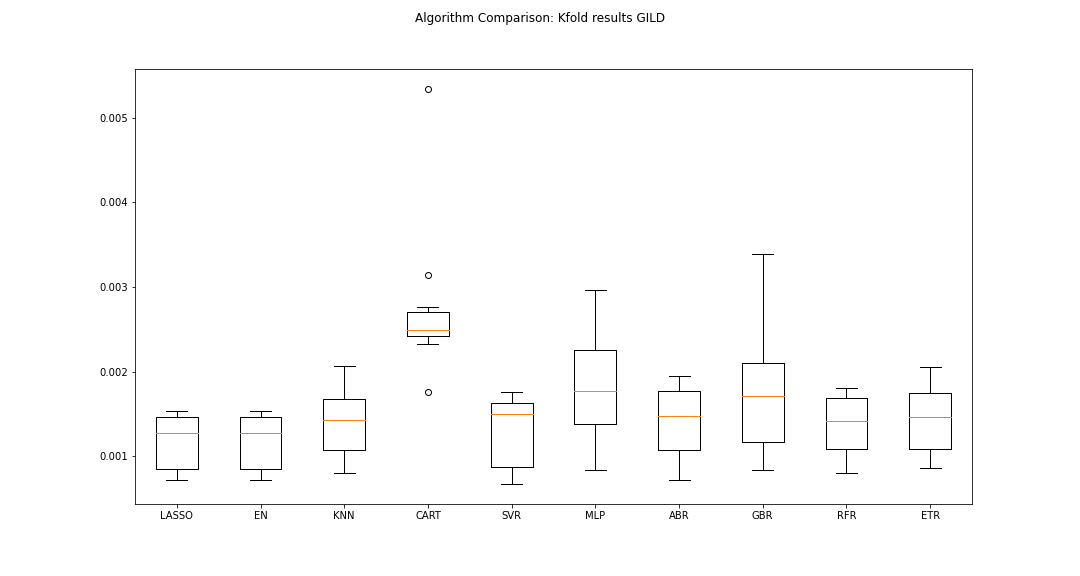 Algorithm Comparison: Kfold results GILD
0.005
0.004
0.003
0.002
0.001
LASSO EN KNN CART SVR MLP ABR GBR RFR ETR